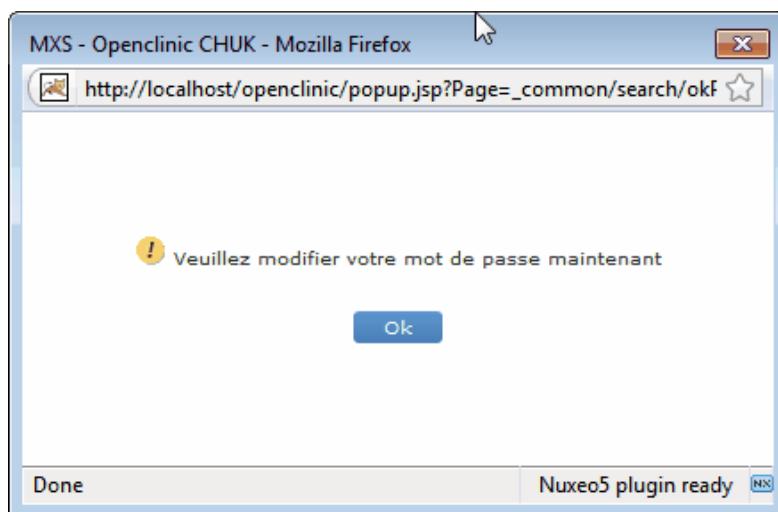 MXS - Openclinic CHUK - Mozilla Firefox
http://localhost/openclinic/popup.jsp?Page=_common/search/okF
Veuillez modifier votre mot de passe maintenant
Ok
Done
Nuxeo5 plugin ready
NX